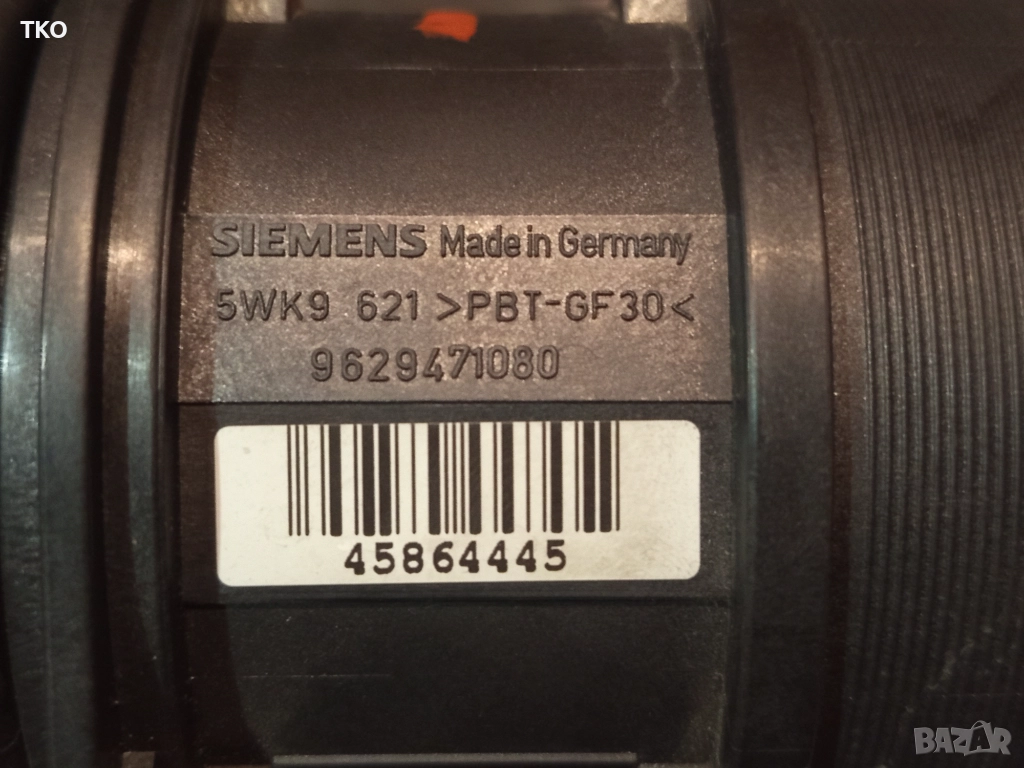 TKO
SIEMENS Made in Germany
5WK9 621 >PBT-GF30<
9629471080
45864445
BAZAR